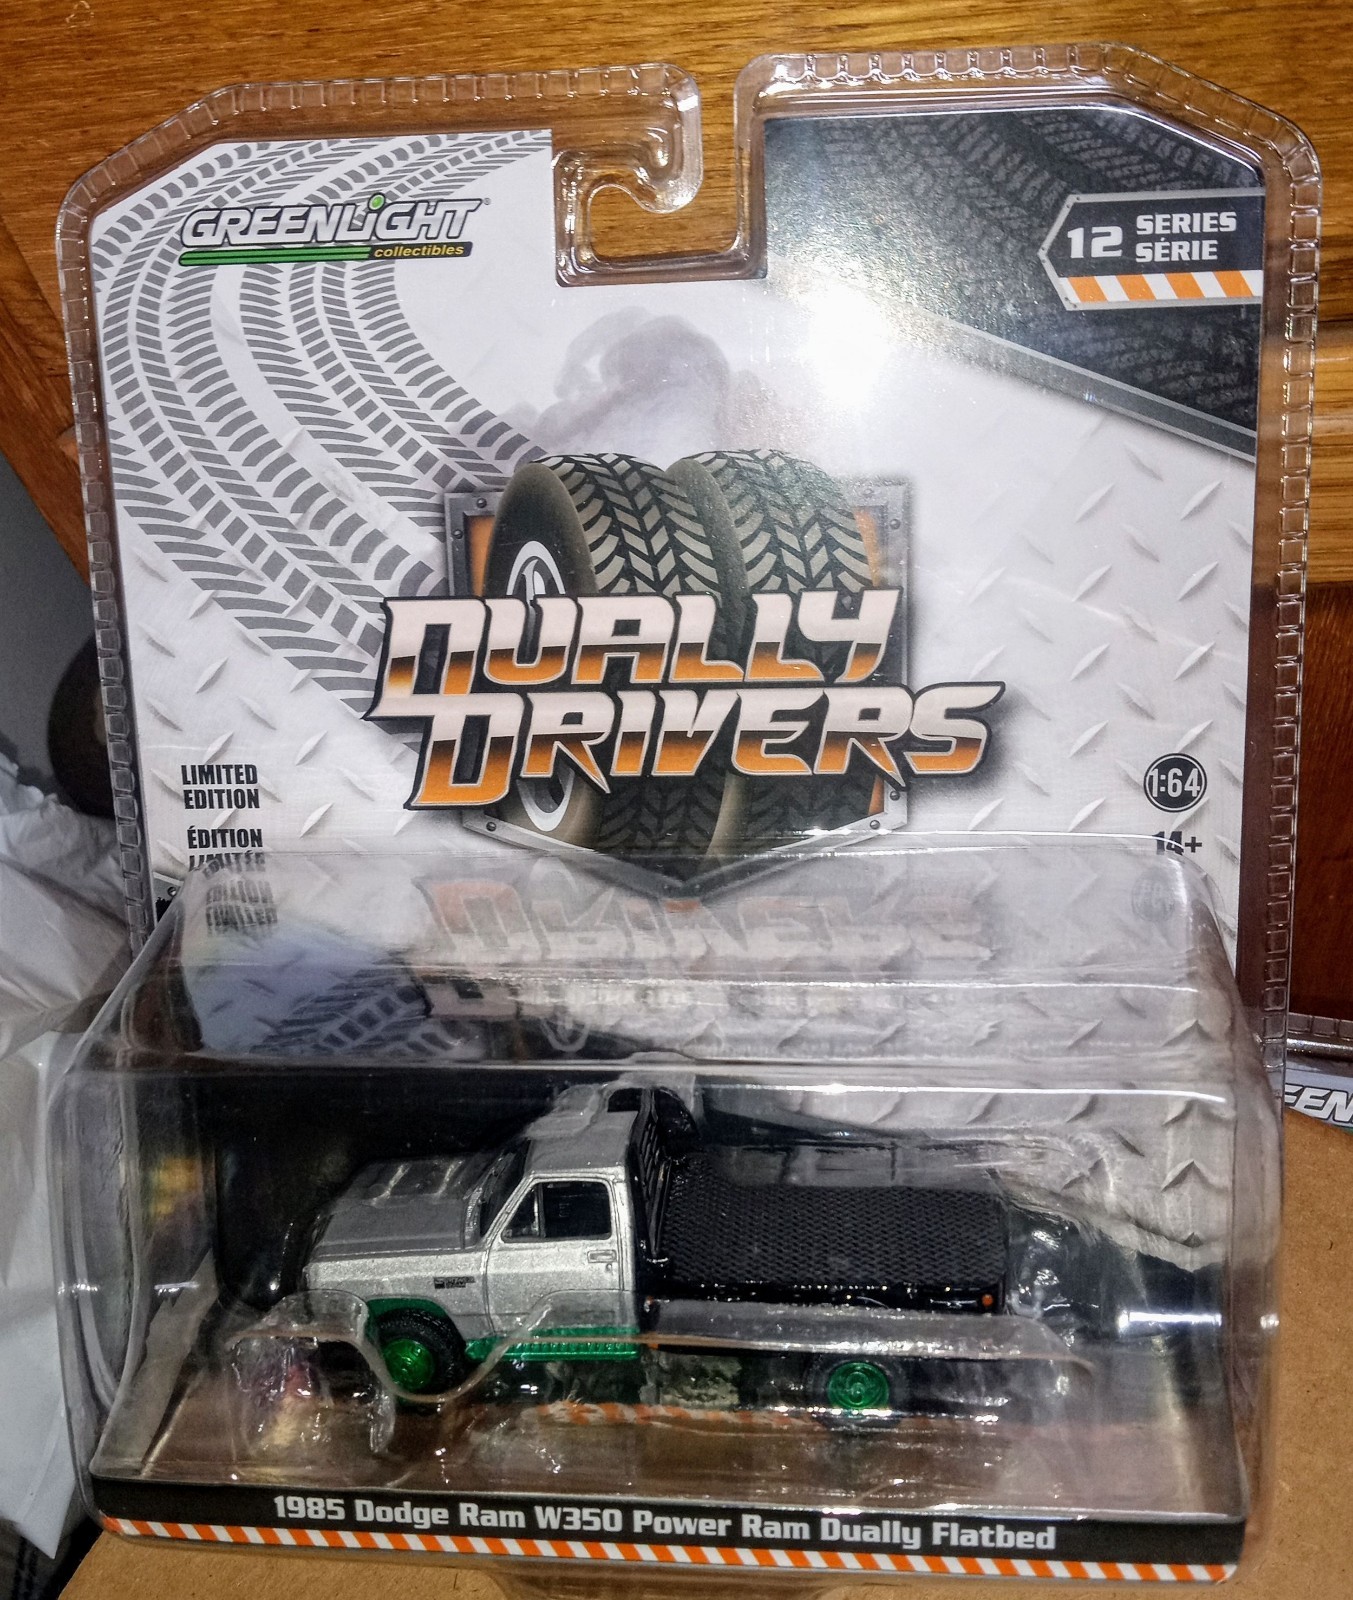 GREENLiGHT®
collectibles
12 SERIES
SÉRIE
DUALLY
DRIVERS
LIMITED
EDITION
ÉDITION
LIMITÉE
1:64
14+
1985 Dodge Ram W350 Power Ram Dually Flatbed